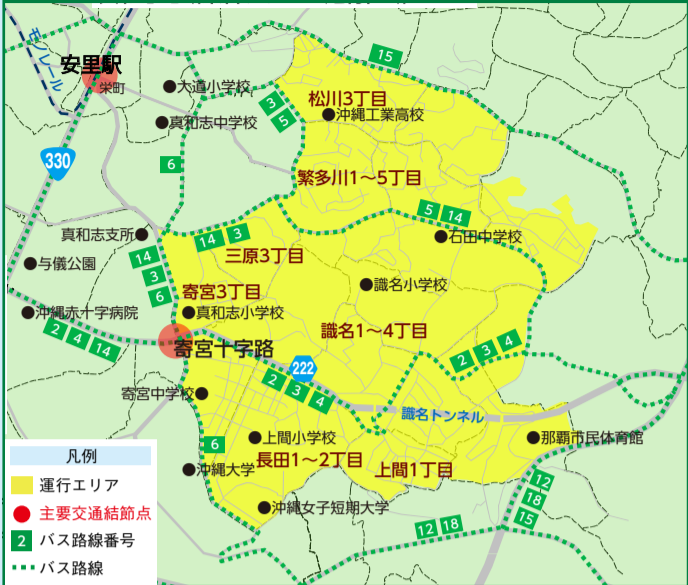 モノレール
安里駅
栄町
15
大道小学校
3
5
松川3丁目
沖縄工業高校
真和志中学校
330
6
繁多川1〜5丁目
5 14
真和志支所
14 3
石田中学校
三原3丁目
14
3
6
与儀公園
寄宮3丁目
識名小学校
沖縄赤十字病院
真和志小学校
識名1〜4丁目
2 4 14
寄宮十字路
2 3 4
222
2 3 4
寄宮中学校
識名トンネル
6
上間小学校
那覇市民体育館
長田1〜2丁目
上間1丁目
沖縄大学
沖縄女子短期大学
12
18
15
12 18
凡例
運行エリア
主要交通結節点
2 バス路線番号
バス路線